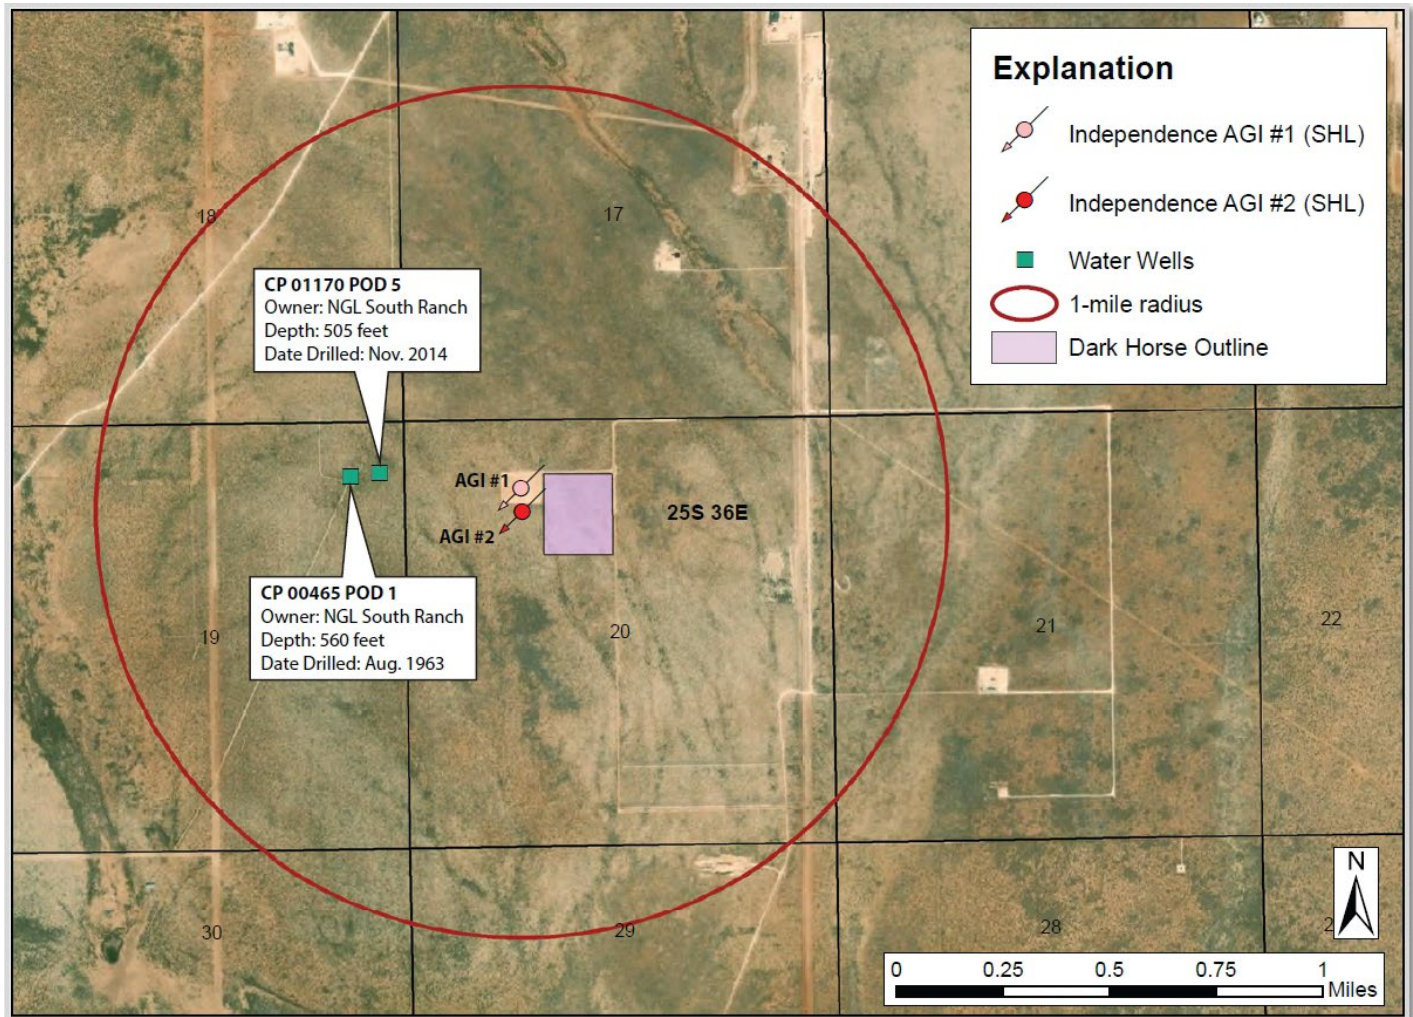 Explanation
Independence AGI #1 (SHL)
Independence AGI #2 (SHL)
Water Wells
1-mile radius
Dark Horse Outline
18
17
CP 01170 POD 5
Owner: NGL South Ranch
Depth: 505 feet
Date Drilled: Nov. 2014
AGI #1
AGI #2
25S 36E
CP 00465 POD 1
Owner: NGL South Ranch
Depth: 560 feet
Date Drilled: Aug. 1963
19
20
21
22
30
29
28
N
0 0.25 0.5 0.75 1
Miles